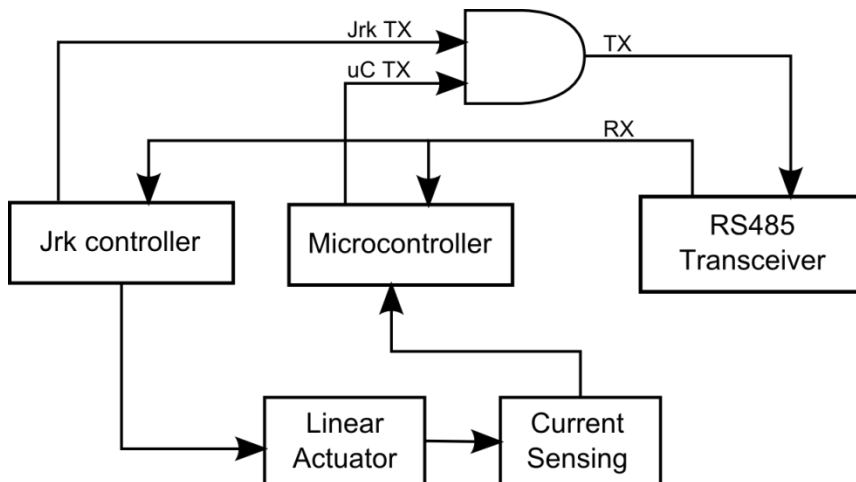 Jrk TX
TX
uC TX
RX
Jrk controller
Microcontroller
RS485
Transceiver
Linear
Actuator
Current
Sensing